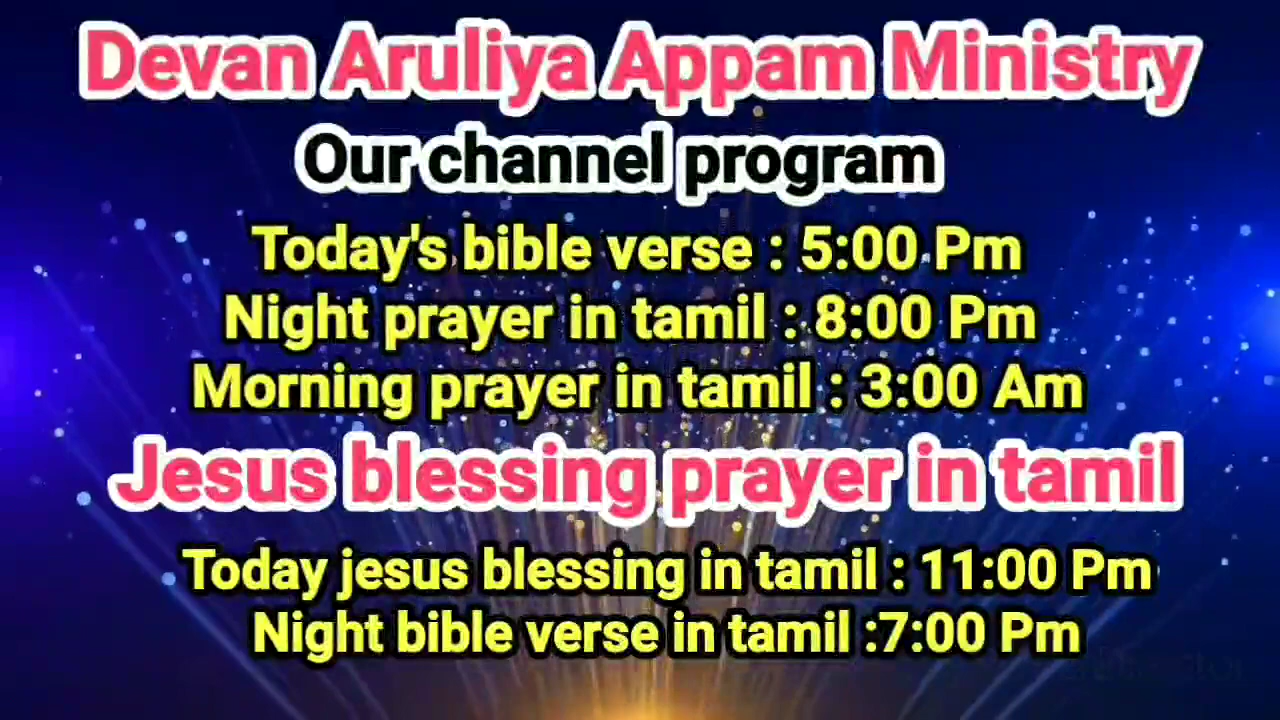 Devan Aruliya Appam Ministry
Our channel program
Today's bible verse : 5:00 Pm
Night prayer in tamil : 8:00 Pm
Morning prayer in tamil : 3:00 Am
Jesus blessing prayer in tamil
Today jesus blessing in tamil : 11:00 Pm
Night bible verse in tamil :7:00 Pm